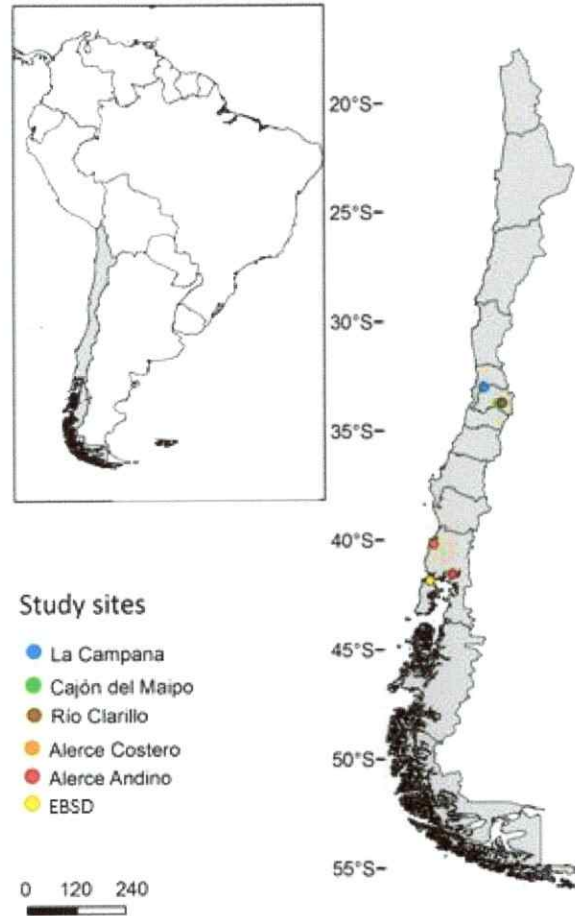 20°S
25°S
30°S
35°S
40°S
45°S
50°S
55°S
Study sites
La Campana
Cajón del Maipo
Río Clarillo
Alerce Costero
Alerce Andino
EBSD
0 120 240